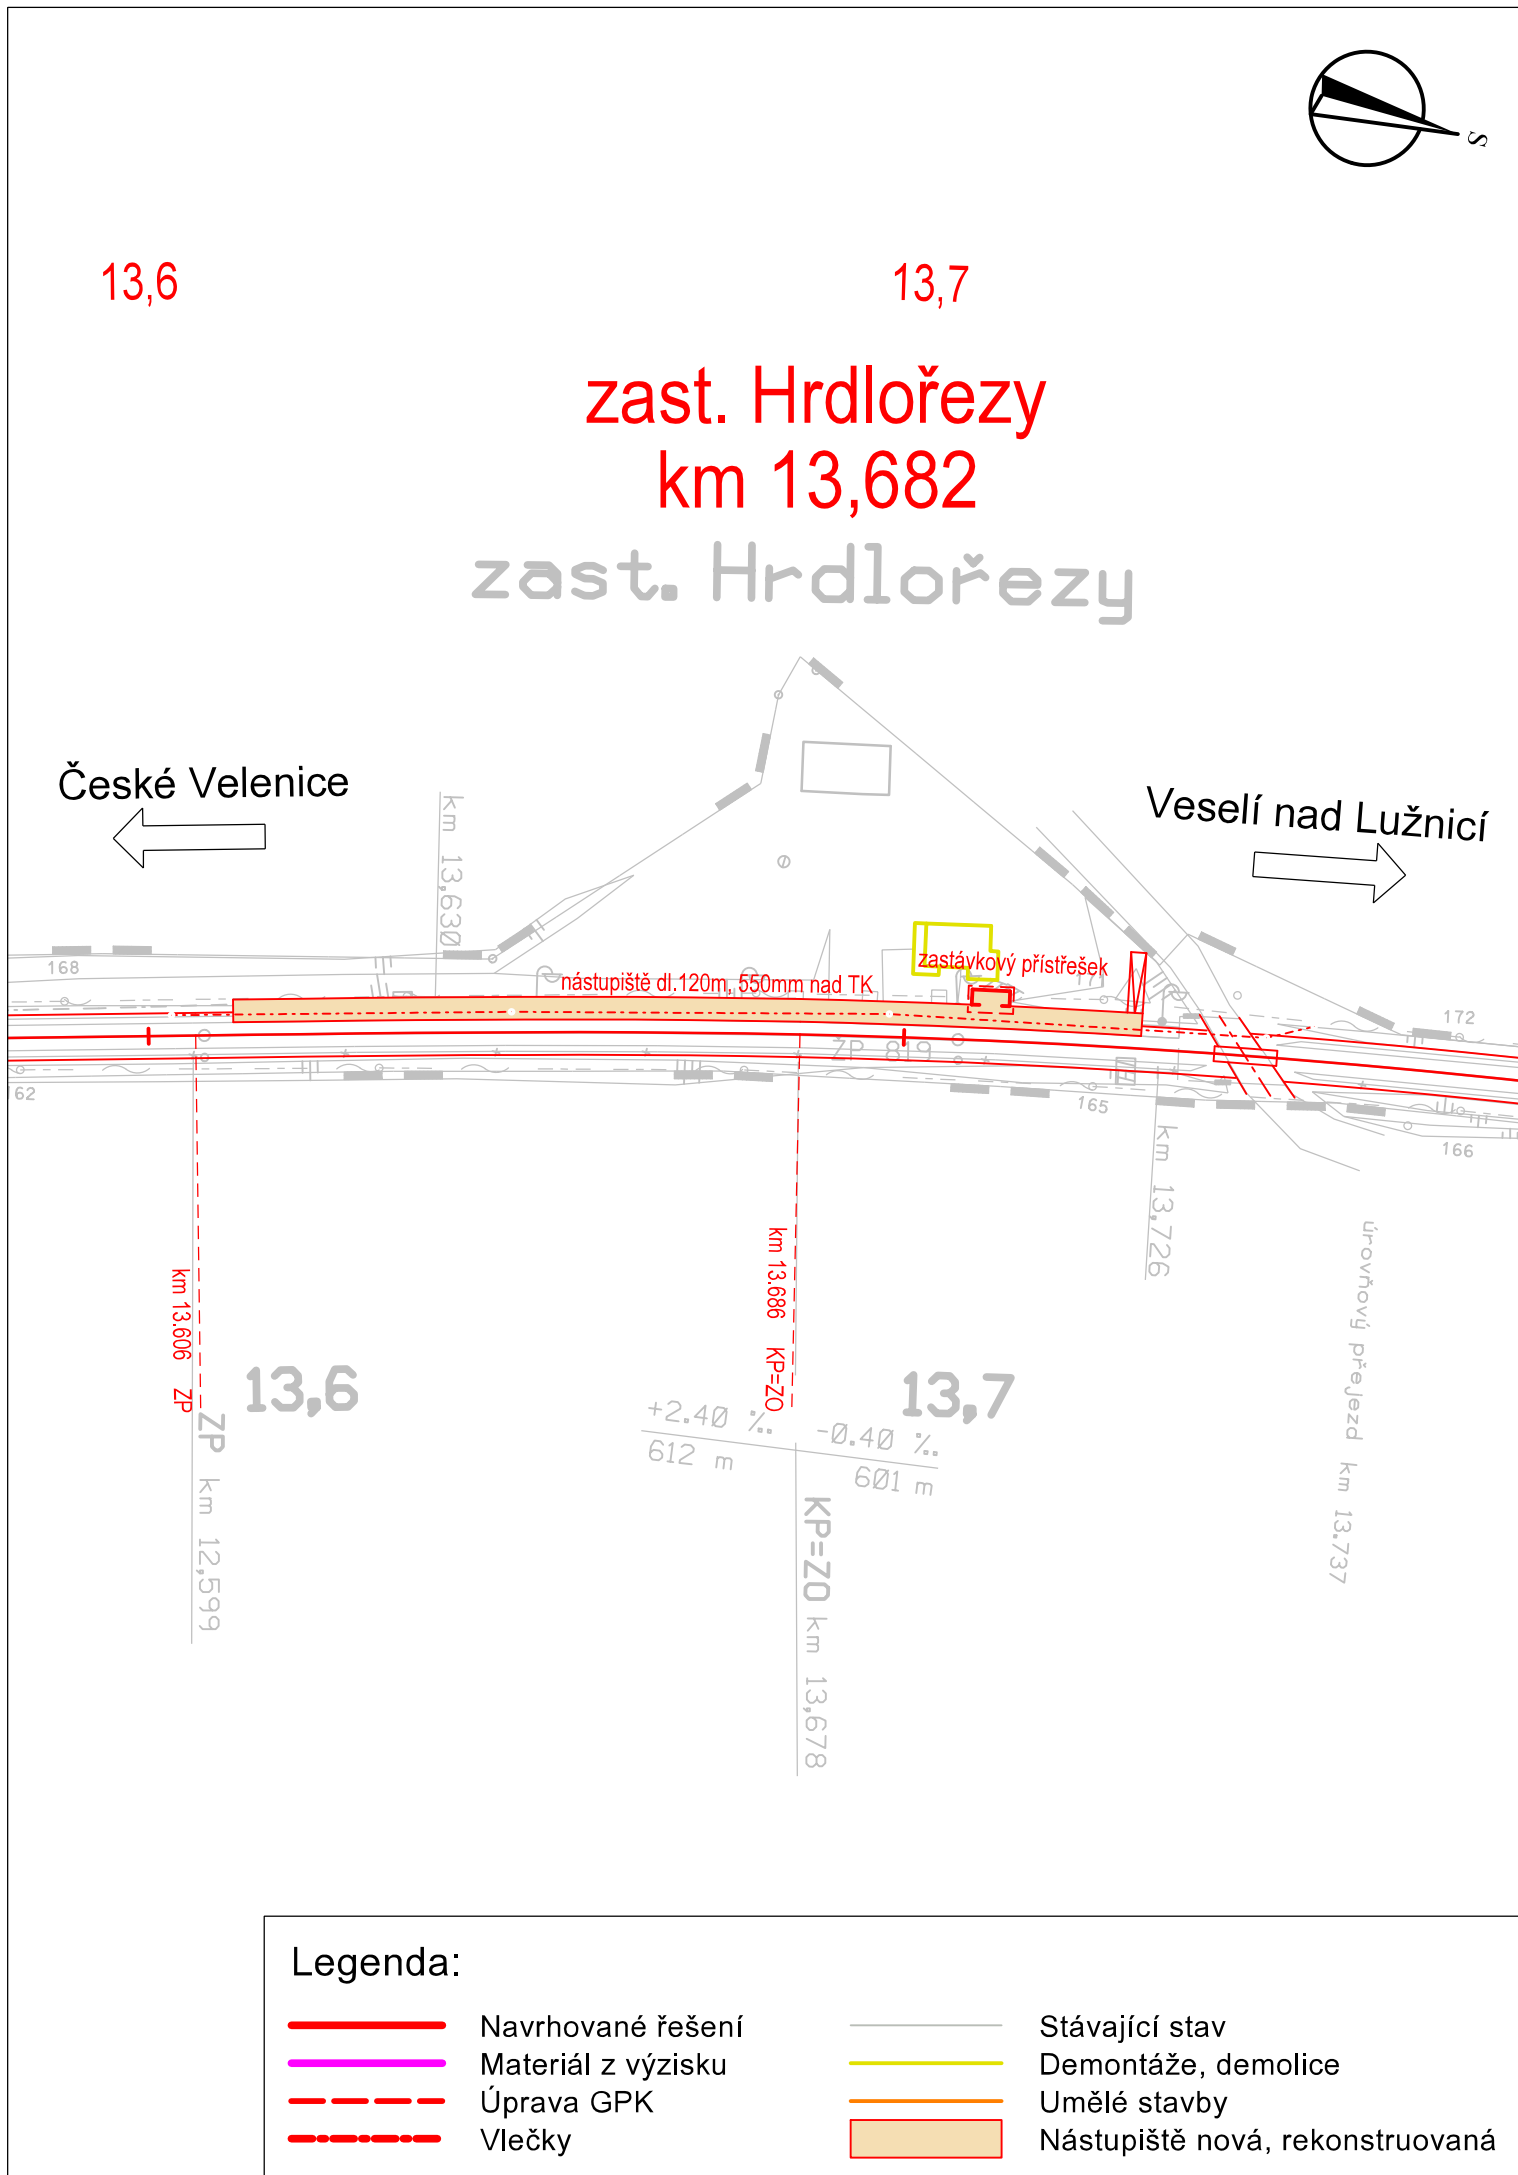 S
13,6
13,7
zast. Hrdlořezy
km 13,682
zast. Hrdlořezy
České Velenice
Veselí nad Lužnicí
km 13,630
zastávkový přístřešek
nástupiště dl.120m, 550mm nad TK
168
172
ZP 819
162
165
166
km 13,726
úrovňový přejezd km 13.737
km 13.606 ZP
km 13.686 KP=ZO
13,6
13,7
+2.40 ‰ -0.40 ‰
612 m
601 m
ZP km 12,599
KP=ZO km 13,678
Legenda:
Navrhované řešení
Materiál z výzisku
Úprava GPK
Vlečky
Stávající stav
Demontáže, demolice
Umělé stavby
Nástupiště nová, rekonstruovaná